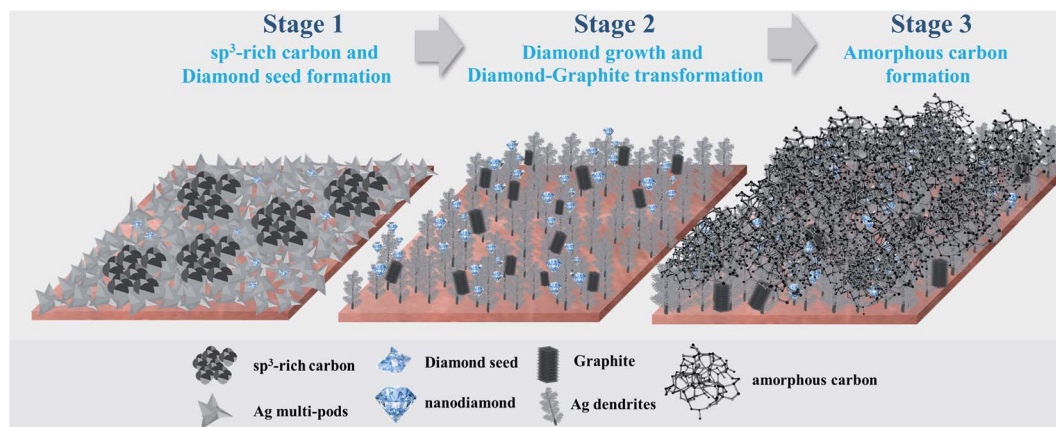 Stage 1
sp³-rich carbon and
Diamond seed formation
Stage 2
Diamond growth and
Diamond-Graphite transformation
Stage 3
Amorphous carbon
formation
sp³-rich carbon
Diamond seed
Graphite
amorphous carbon
Ag multi-pods
nanodiamond
Ag dendrites